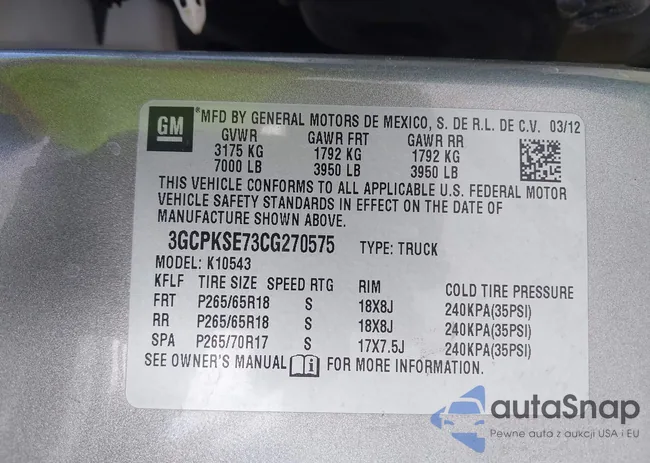 GM ®MFD BY GENERAL MOTORS DE MEXICO, S. DE R.L. DE C.V. 03/12
GVWR GAWR FRT GAWR RR
3175 KG 1792 KG 1792 KG
7000 LB 3950 LB 3950 LB
THIS VEHICLE CONFORMS TO ALL APPLICABLE U.S. FEDERAL MOTOR
VEHICLE SAFETY STANDARDS IN EFFECT ON THE DATE OF
MANUFACTURE SHOWN ABOVE.
3GCPKSE73CG270575 TYPE: TRUCK
MODEL: K10543
KFLF TIRE SIZE SPEED RTG RIM COLD TIRE PRESSURE
FRT P265/65R18 S 18X8J 240KPA(35PSI)
RR P265/65R18 S 18X8J 240KPA(35PSI)
SPA P265/70R17 S 17X7.5J 240KPA(35PSI)
SEE OWNER'S MANUAL i FOR MORE INFORMATION.
autaSnap
Pewne auta z aukcji USA i EU